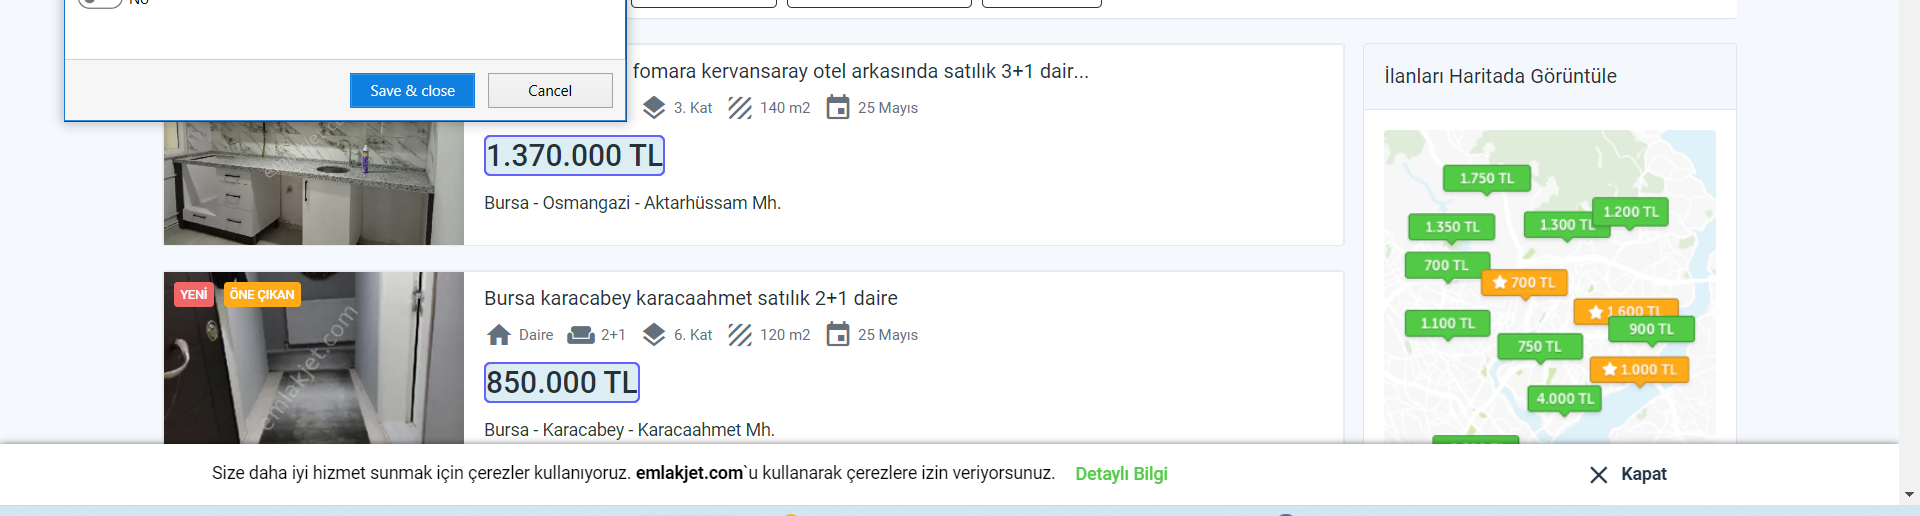 No
Save & close
Cancel
fomara kervansaray otel arkasında satılık 3+1 dair...
3. Kat
140 m2
25 Mayıs
1.370.000 TL
Bursa - Osmangazi - Aktarhüssam Mh.
YENİ
ÖNE ÇIKAN
emlakjet.com
Bursa karacabey karacaahmet satılık 2+1 daire
Daire
2+1
6. Kat
120 m2
25 Mayıs
850.000 TL
Bursa - Karacabey - Karacaahmet Mh.
İlanları Haritada Görüntüle
1.750 TL
1.200 TL
1.350 TL
1.300 TL
700 TL
700 TL
1.600 TL
1.100 TL
900 TL
750 TL
1.000 TL
4.000 TL
Size daha iyi hizmet sunmak için çerezler kullanıyoruz. emlakjet.com`u kullanarak çerezlere izin veriyorsunuz.
Detaylı Bilgi
Kapat